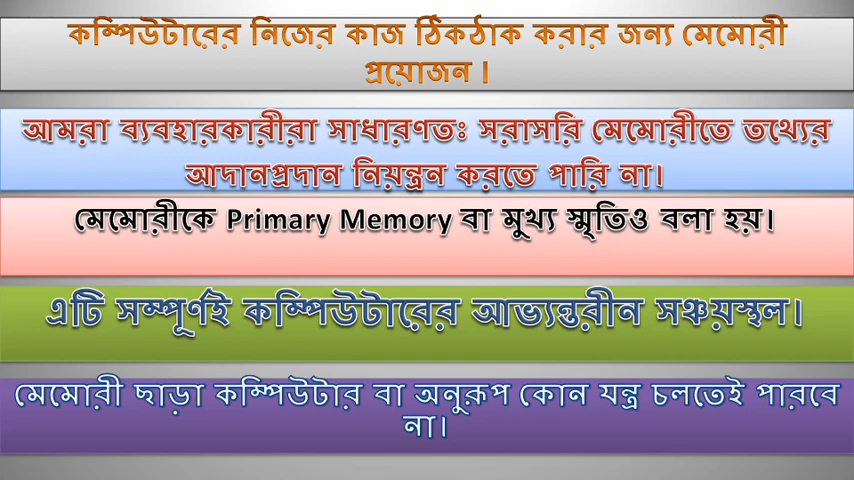 কম্পিউটারের নিজের কাজ ঠিকঠাক করার জন্য মেমোরী
প্রয়োজন ।
আমরা ব্যবহারকারীরা সাধারণতঃ সরাসরি মেমোরীতে তথ্যের
আদানপ্রদান নিয়ন্ত্রন করতে পারি না।
মেমোরীকে Primary Memory বা মুখ্য স্মৃতিও বলা হয়।
এটি সম্পূর্ণই কম্পিউটারের আভ্যন্তরীন সঞ্চয়স্থল।
মেমোরী ছাড়া কম্পিউটার বা অনুরূপ কোন যন্ত্র চলতেই পারবে
না।